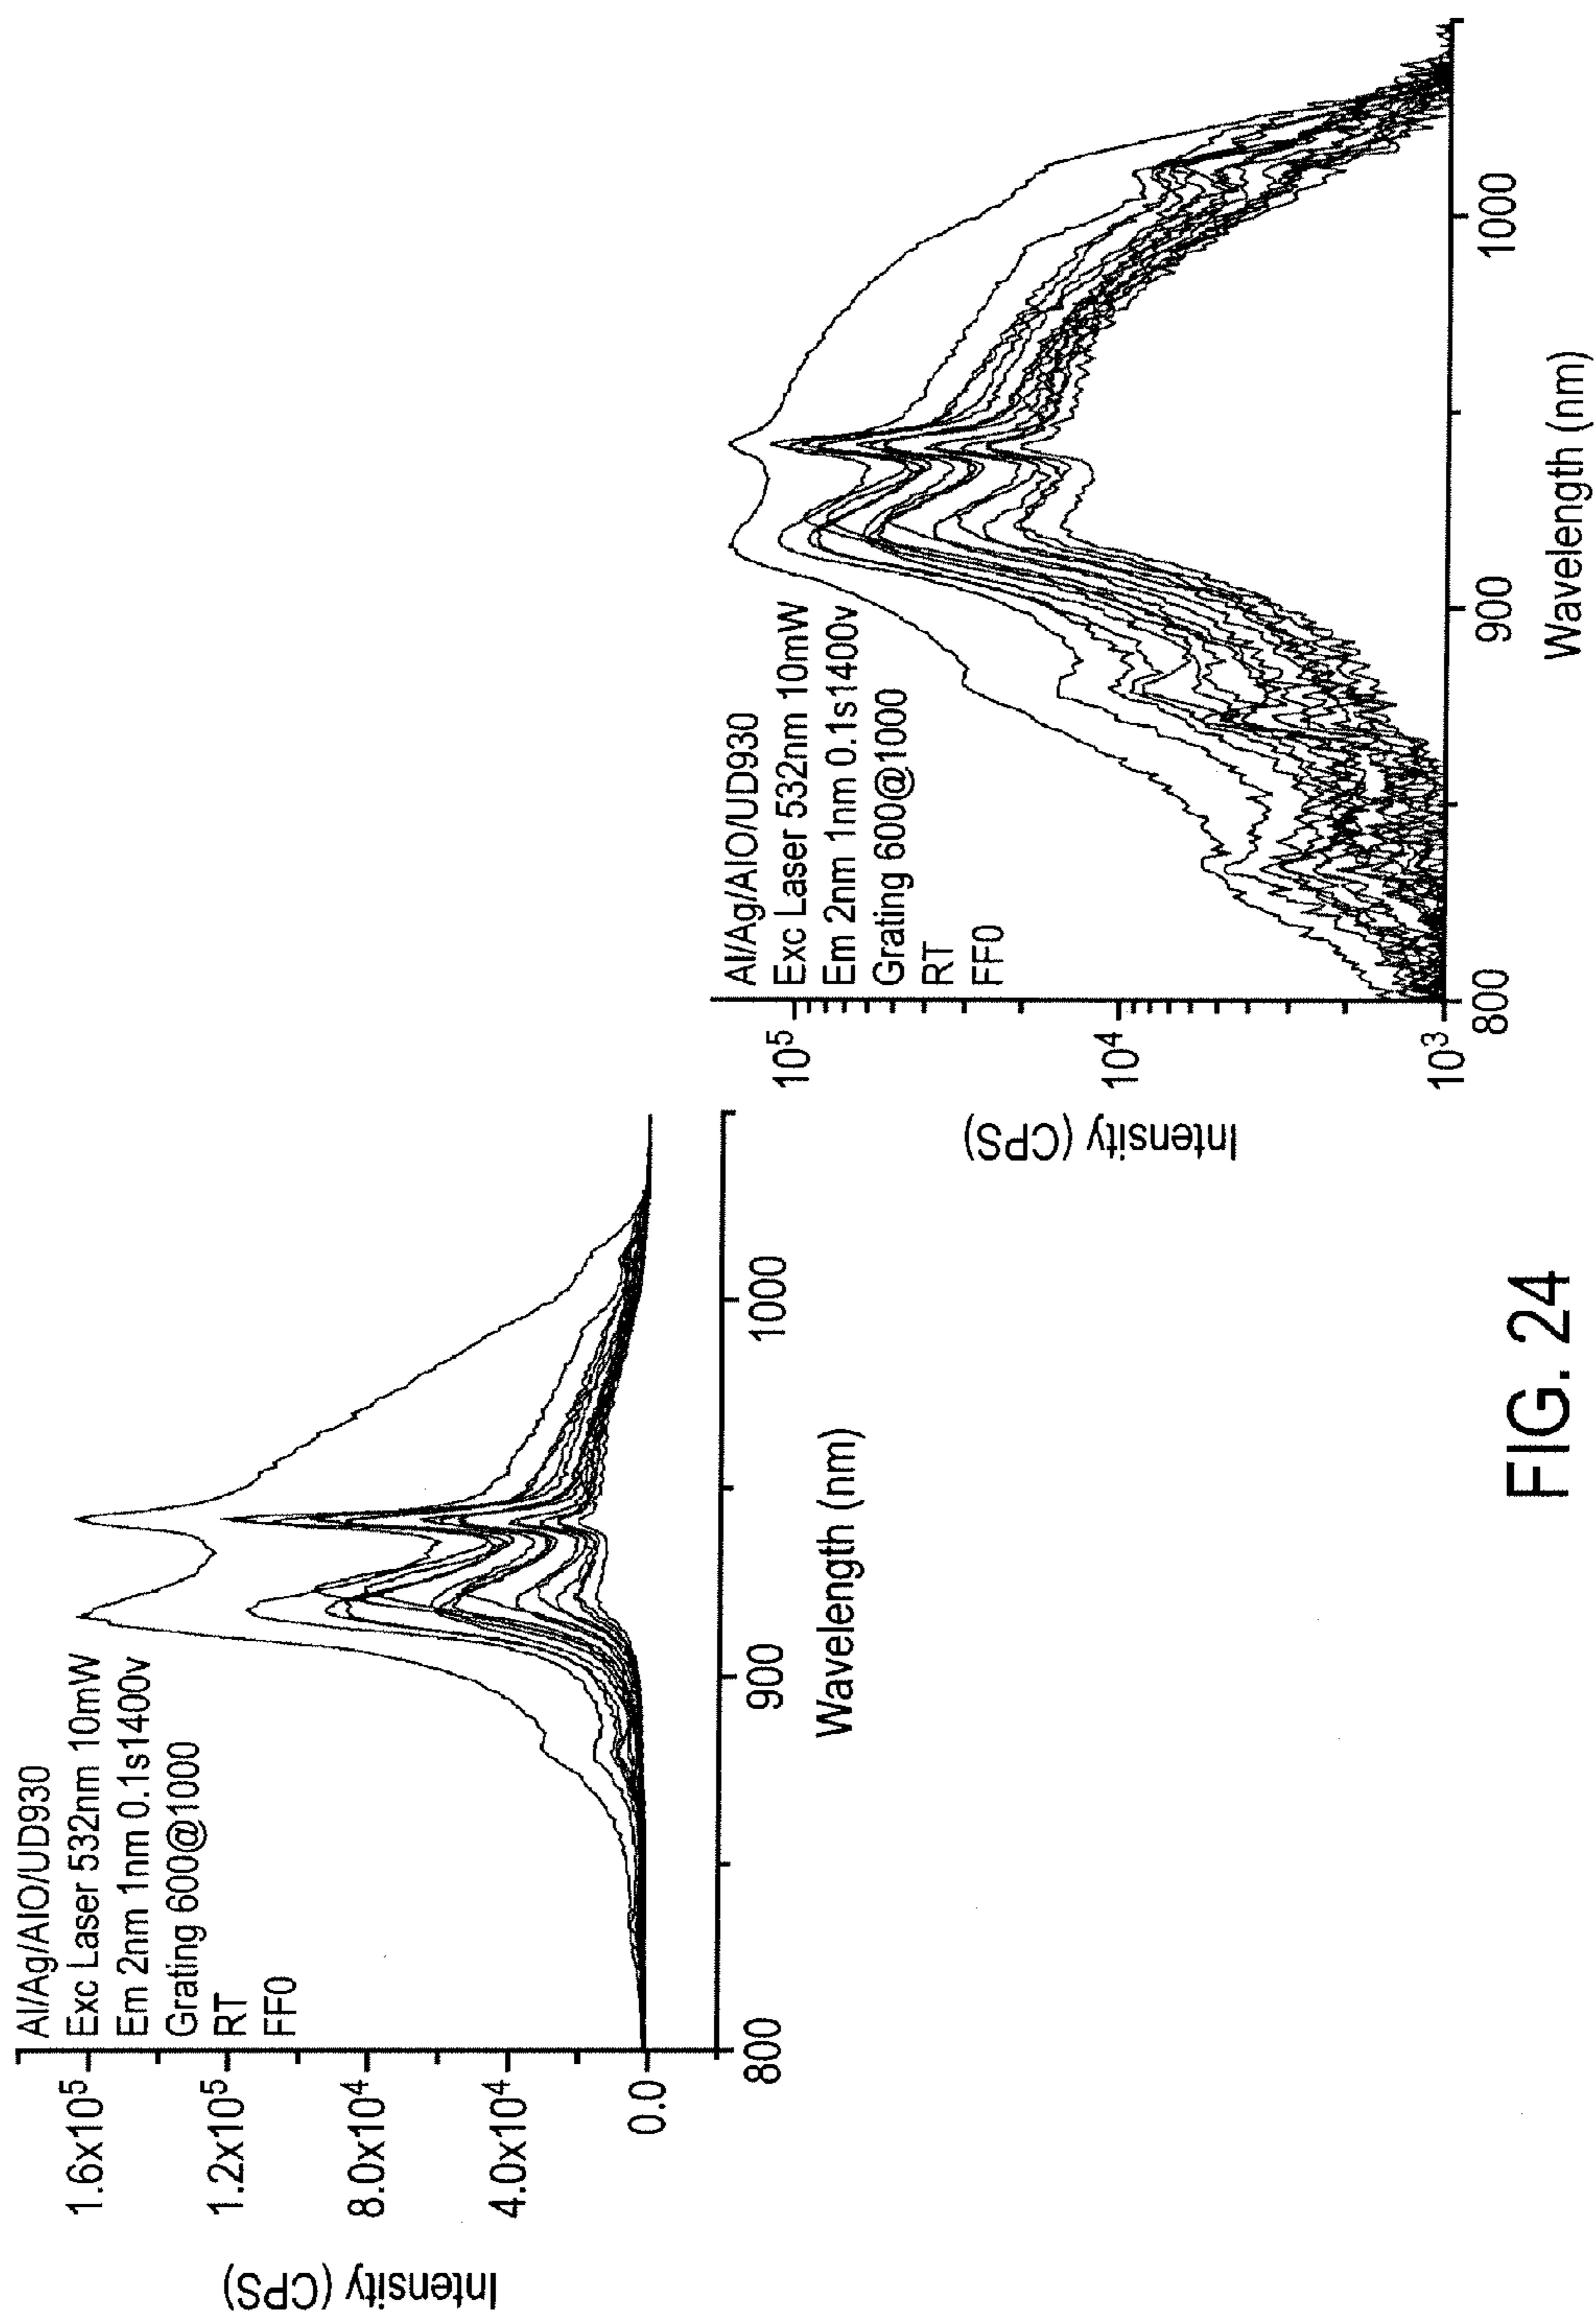 Al/Ag/AlO/UD930
Exc Laser 532nm 10mW
Em 2nm 1nm 0.1s1400v
Grating 600@1000
RT
FF0
1.6x10⁵
1.2x10⁵
8.0x10⁴
4.0x10⁴
0.0
Intensity (CPS)
800
900
1000
Wavelength (nm)
Al/Ag/AlO/UD930
Exc Laser 532nm 10mW
Em 2nm 1nm 0.1s1400v
Grating 600@1000
RT
FF0
10⁵
10⁴
10³
Intensity (CPS)
800
900
1000
Wavelength (nm)
FIG. 24